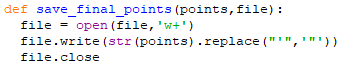 def save_final_points(points,file):
  file = open(file,'w+')
  file.write(str(points).replace("'",'"'))
  file.close